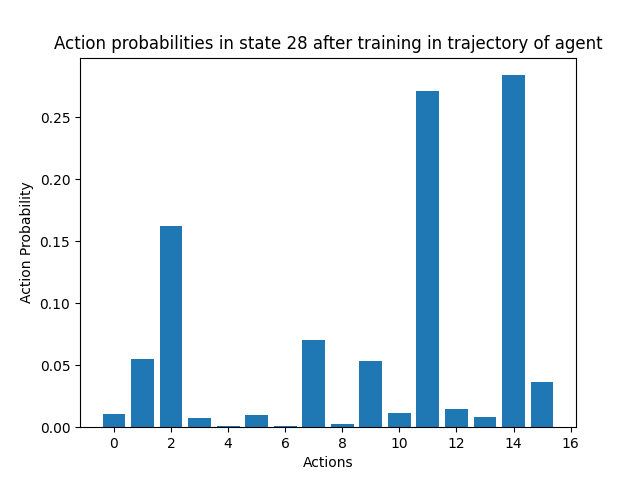 Action probabilities in state 28 after training in trajectory of agent
0.25
0.20
0.15
0.10
0.05
0.00
Action Probability
0 2 4 6 8 10 12 14 16
Actions